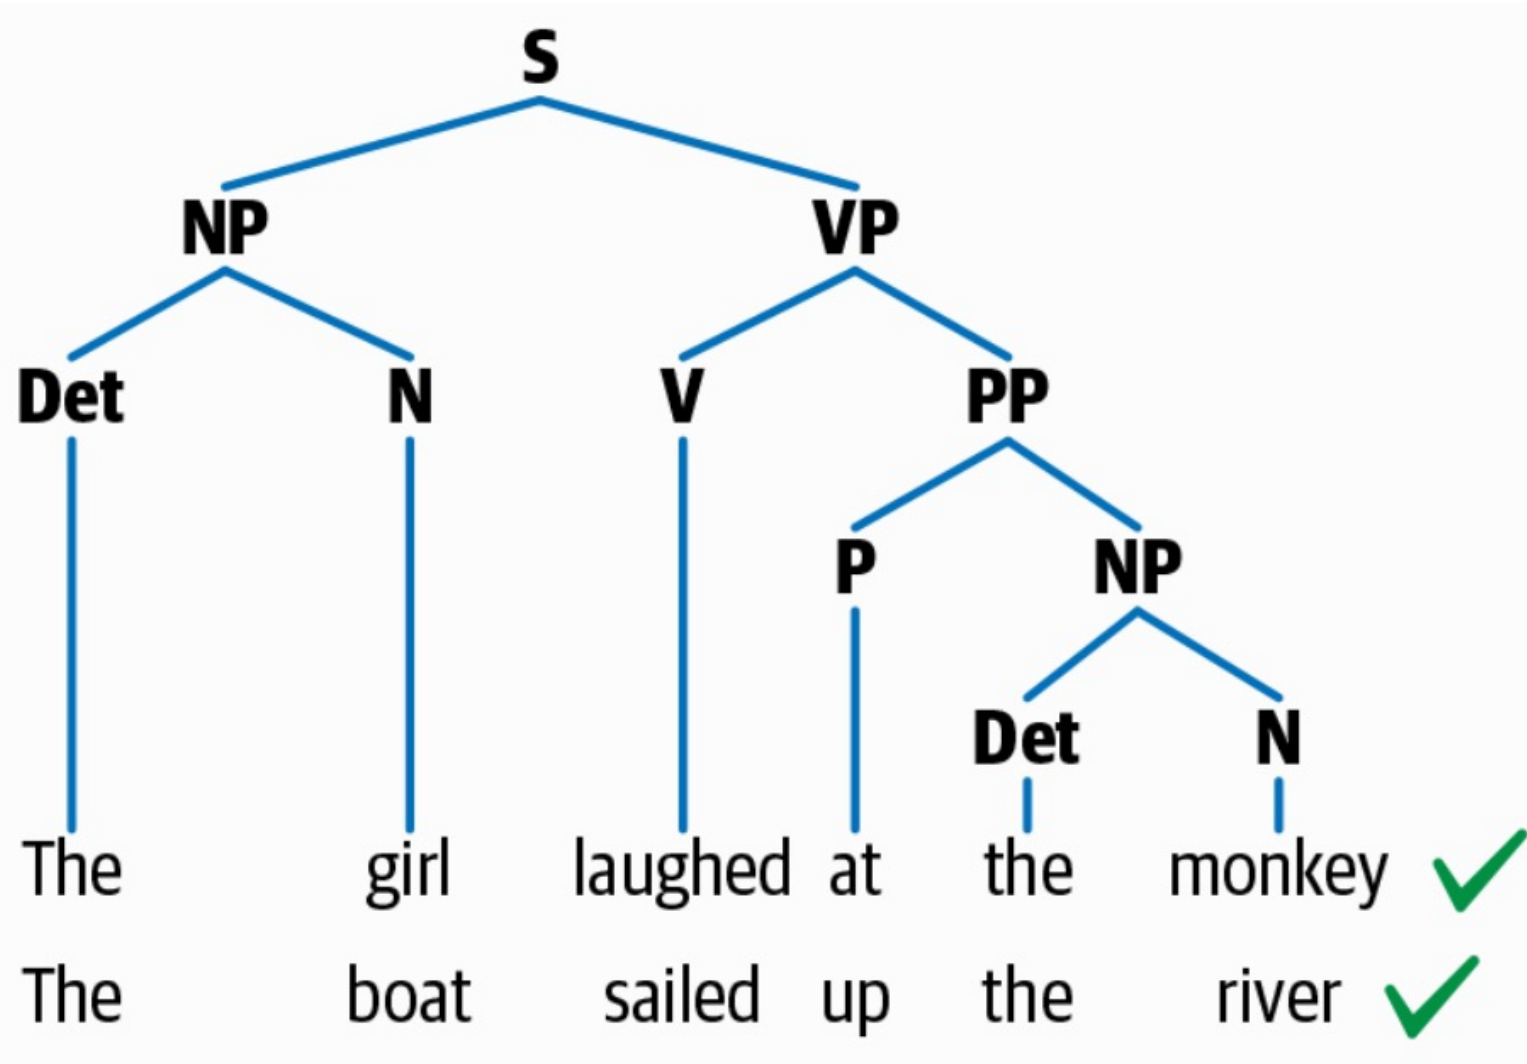 S
NP VP
Det N V PP
P NP
Det N
The girl laughed at the monkey
The boat sailed up the river